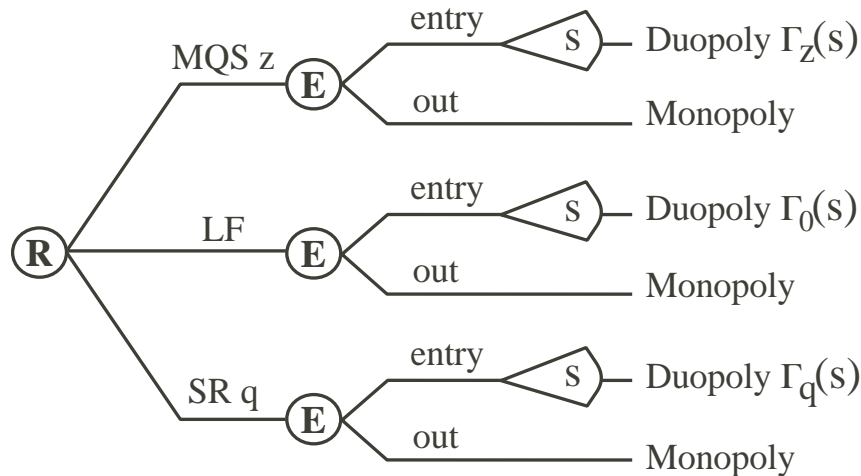 entry
s
Duopoly Γz(s)
MQS z
E
out
Monopoly
entry
s
Duopoly Γ0(s)
LF
R
E
out
Monopoly
entry
s
Duopoly Γq(s)
SR q
E
out
Monopoly